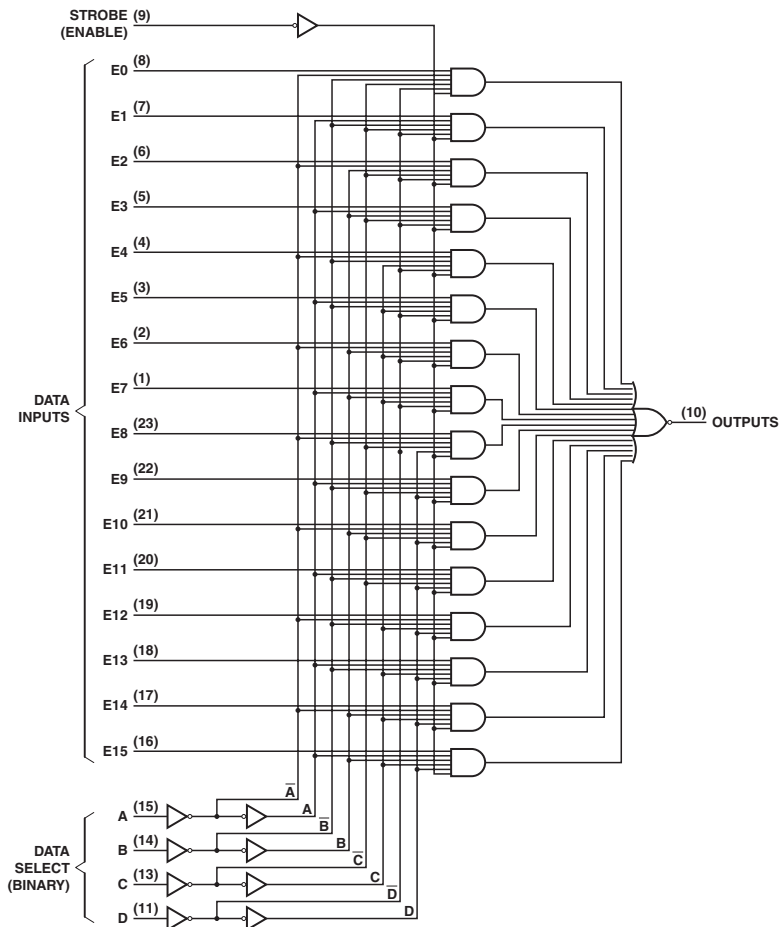 STROBE (9)
(ENABLE)
E0 (8)
E1 (7)
E2 (6)
E3 (5)
E4 (4)
E5 (3)
E6 (2)
E7 (1)
DATA
INPUTS
(10) OUTPUTS
E8 (23)
E9 (22)
E10 (21)
E11 (20)
E12 (19)
E13 (18)
E14 (17)
E15 (16)
A̅
A (15) A
B̅
DATA
SELECT
(BINARY)
B (14) B
C̅
C (13) C
D̅
D (11) D